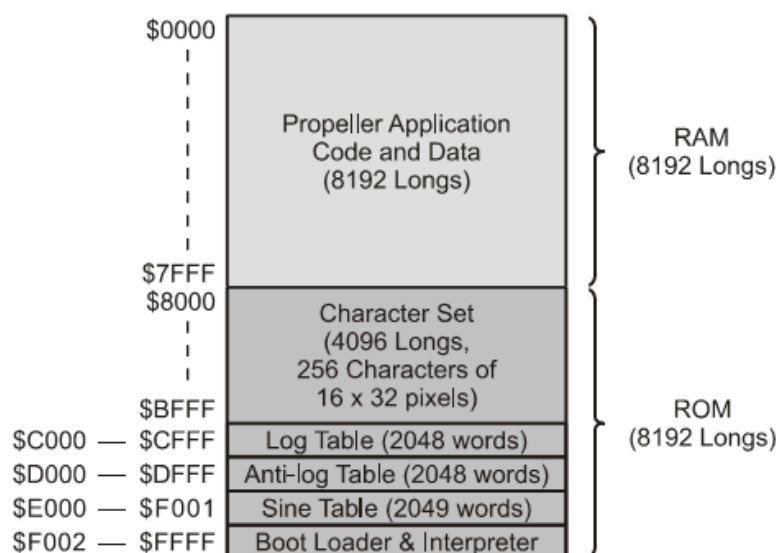 $0000
Propeller Application
Code and Data
(8192 Longs)
RAM
(8192 Longs)
$7FFF
$8000
Character Set
(4096 Longs,
256 Characters of
16 x 32 pixels)
$BFFF
ROM
(8192 Longs)
$C000 — $CFFF Log Table (2048 words)
$D000 — $DFFF Anti-log Table (2048 words)
$E000 — $F001 Sine Table (2049 words)
$F002 — $FFFF Boot Loader & Interpreter